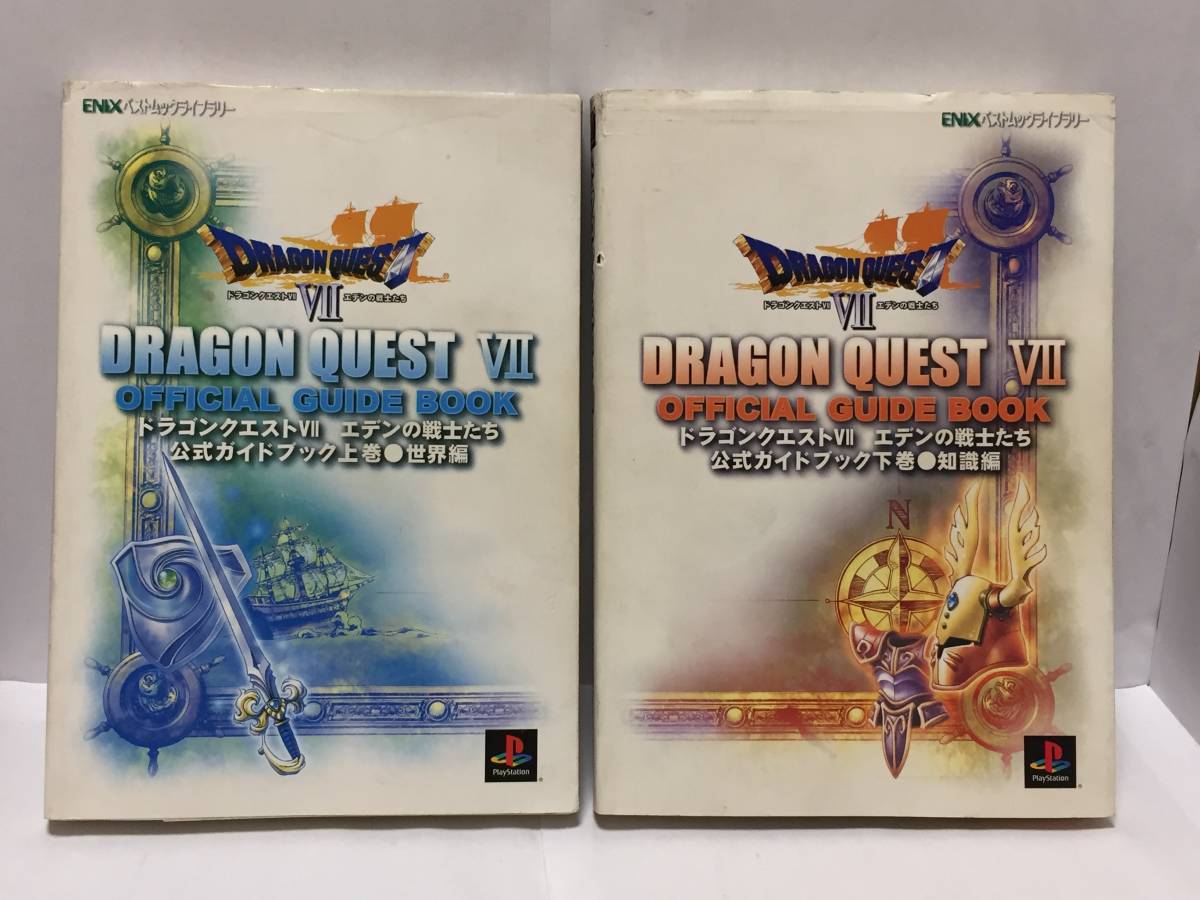 ENIXベストムックライブラリー
DRAGON QUEST
ドラゴンクエストVII エデンの戦士たち
VII
DRAGON QUEST VII
OFFICIAL GUIDE BOOK
ドラゴンクエストVII エデンの戦士たち
公式ガイドブック上巻●世界編
PlayStation
ENIXベストムックライブラリー
DRAGON QUEST
ドラゴンクエストVII エデンの戦士たち
VII
DRAGON QUEST VII
OFFICIAL GUIDE BOOK
ドラゴンクエストVII エデンの戦士たち
公式ガイドブック下巻●知識編
N
PlayStation